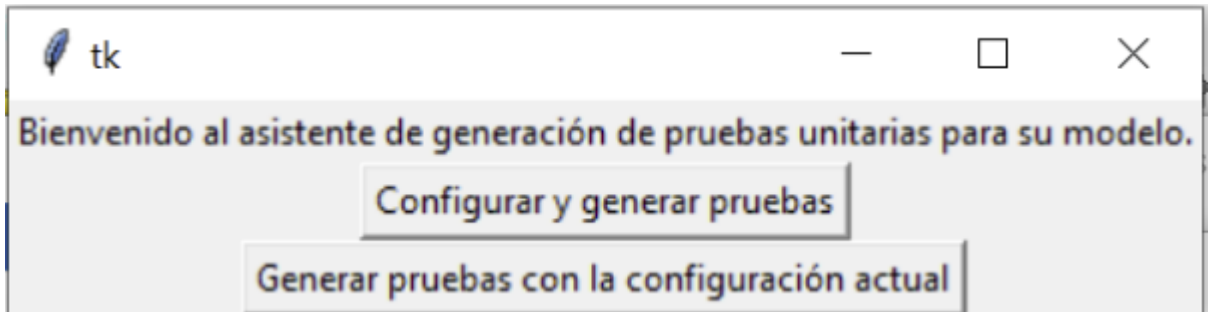 tk
Bienvenido al asistente de generación de pruebas unitarias para su modelo.
Configurar y generar pruebas
Generar pruebas con la configuración actual